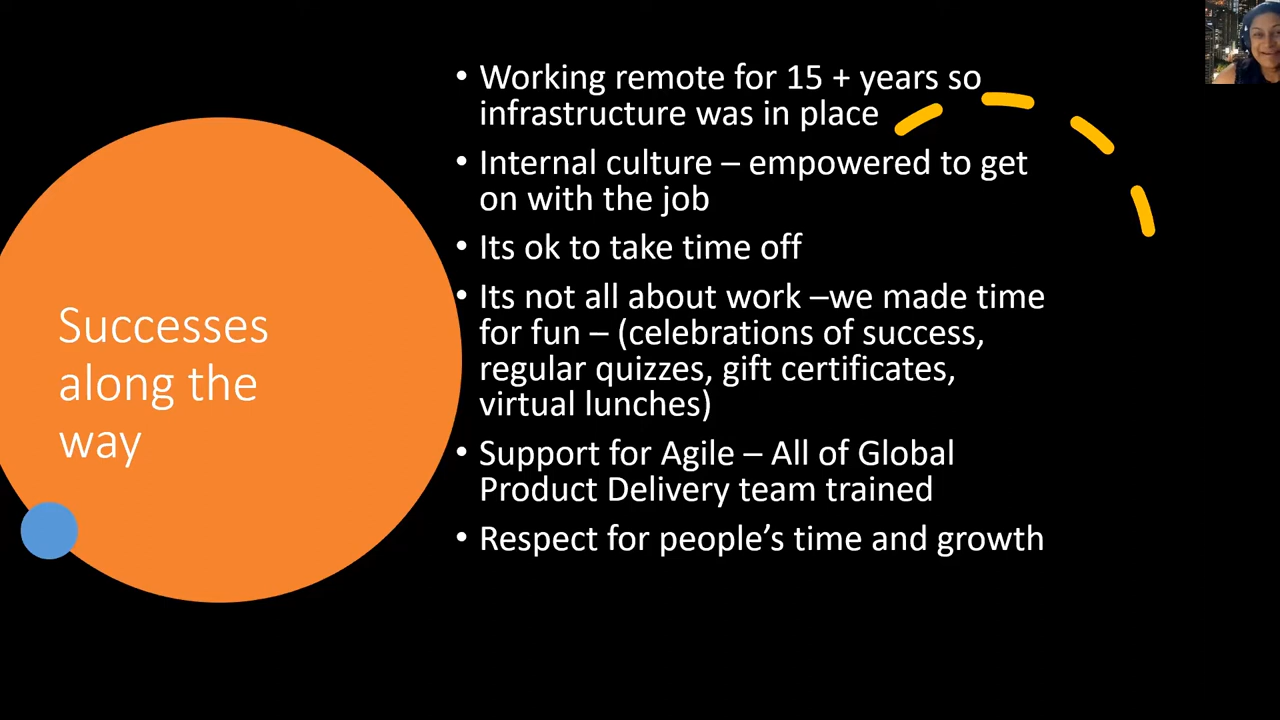 Successes
along the
way
• Working remote for 15 + years so
infrastructure was in place
• Internal culture – empowered to get
on with the job
• Its ok to take time off
• Its not all about work –we made time
for fun – (celebrations of success,
regular quizzes, gift certificates,
virtual lunches)
• Support for Agile – All of Global
Product Delivery team trained
• Respect for people’s time and growth